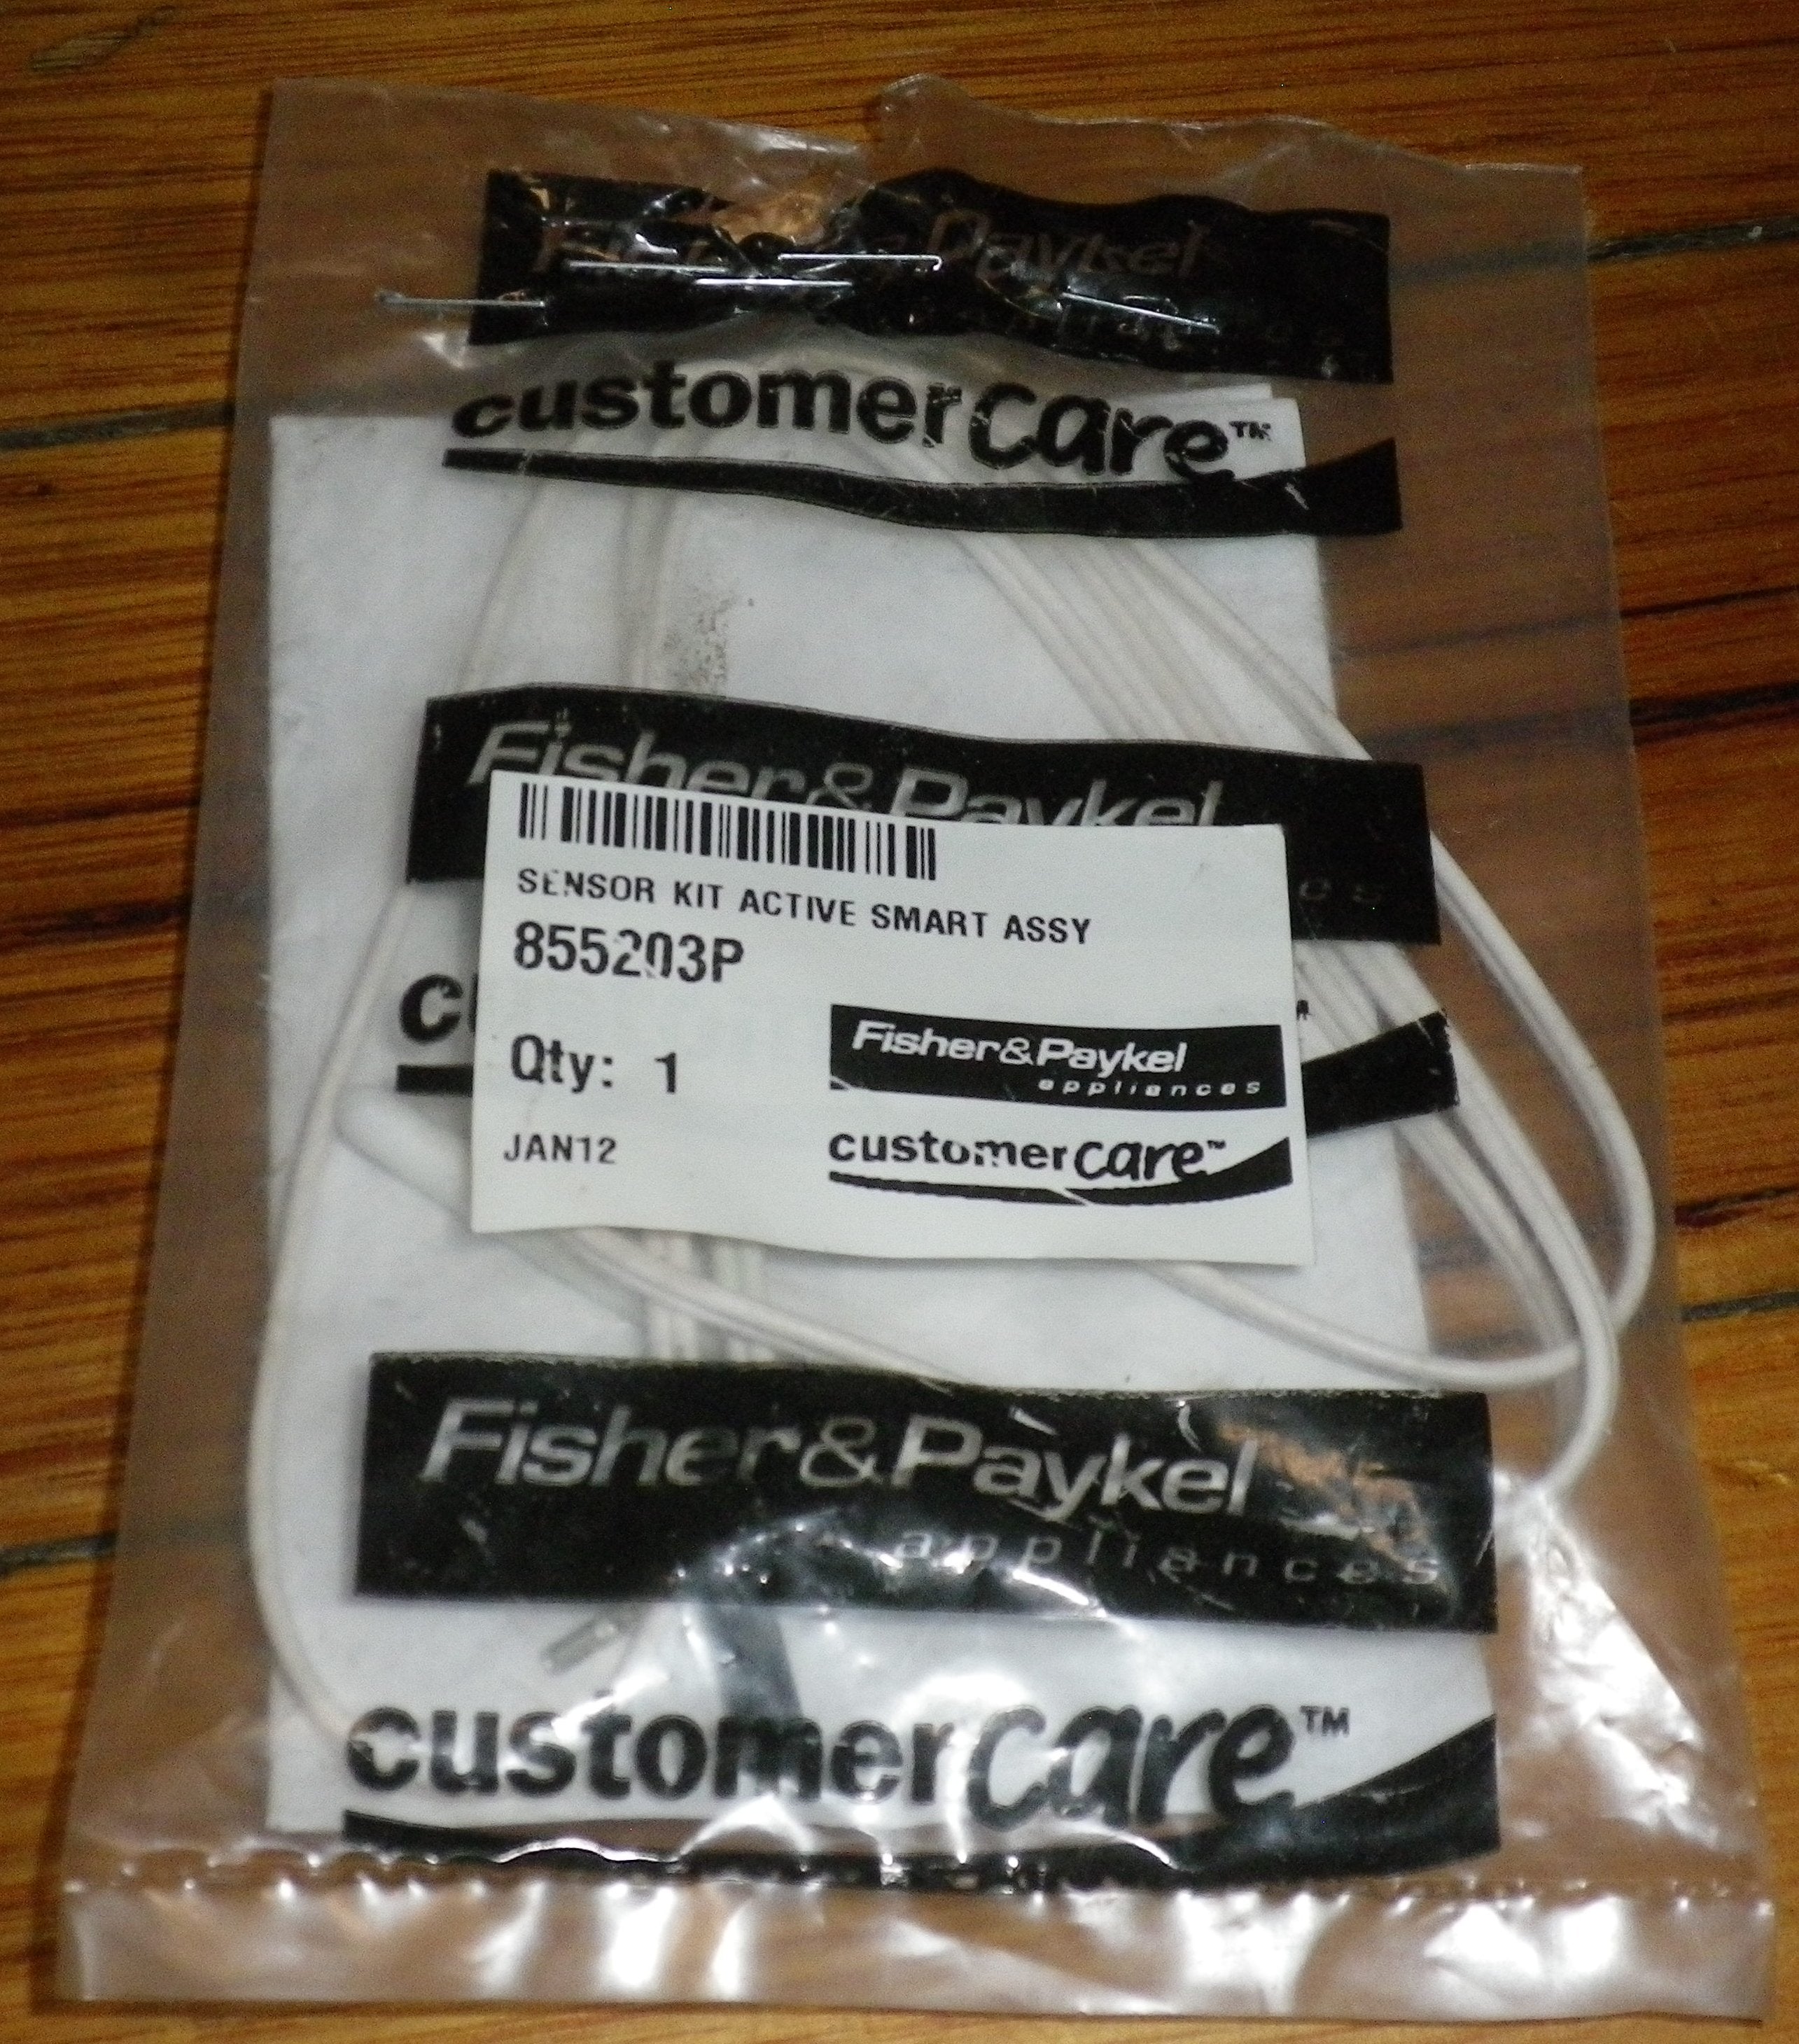 Paykel
customercare™
Fisher&Paykel
SENSOR KIT ACTIVE SMART ASSY
855203P
Qty: 1
Fisher&Paykel
appliances
JAN12
customercare™
Fisher&Paykel
appliances
customercare™